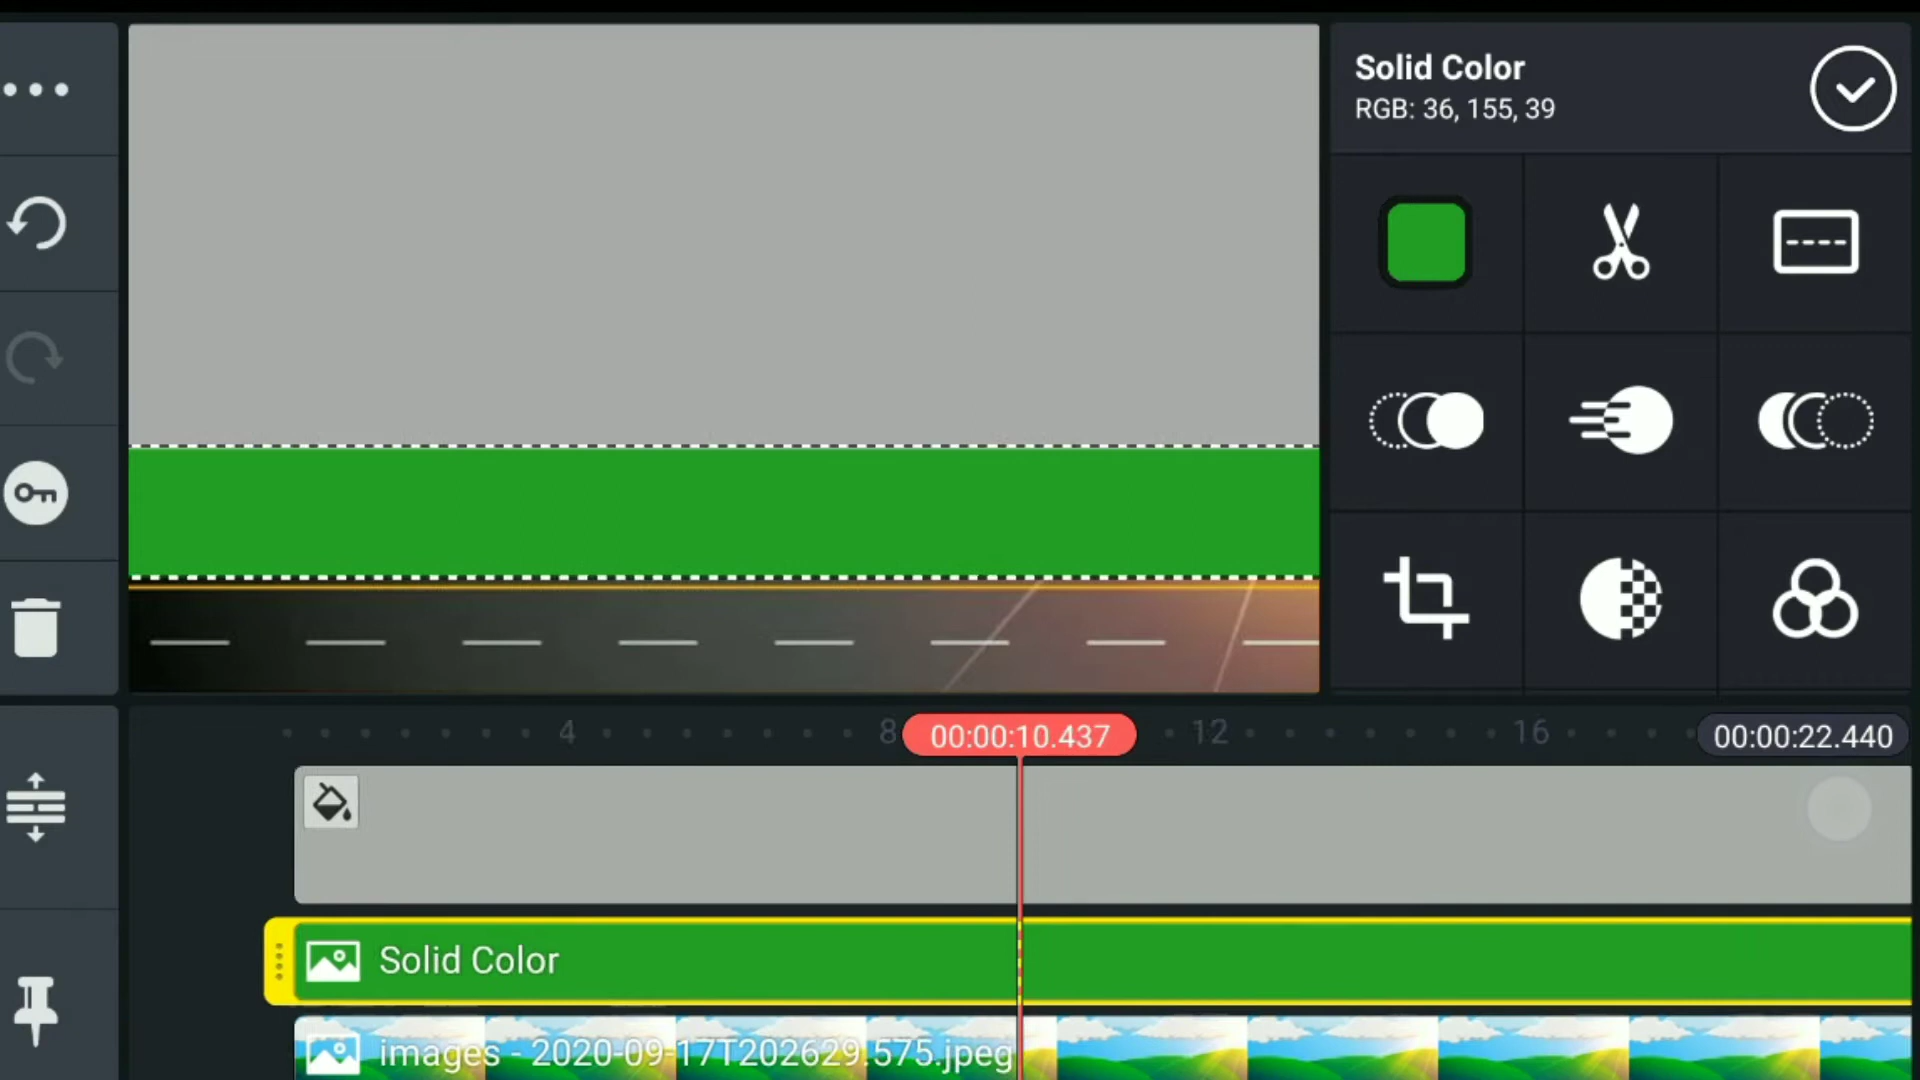 Solid Color
RGB: 36, 155, 39
4
8
00:00:10.437
12
16
00:00:22.440
Solid Color
images - 2020-09-17T202629.575.jpeg